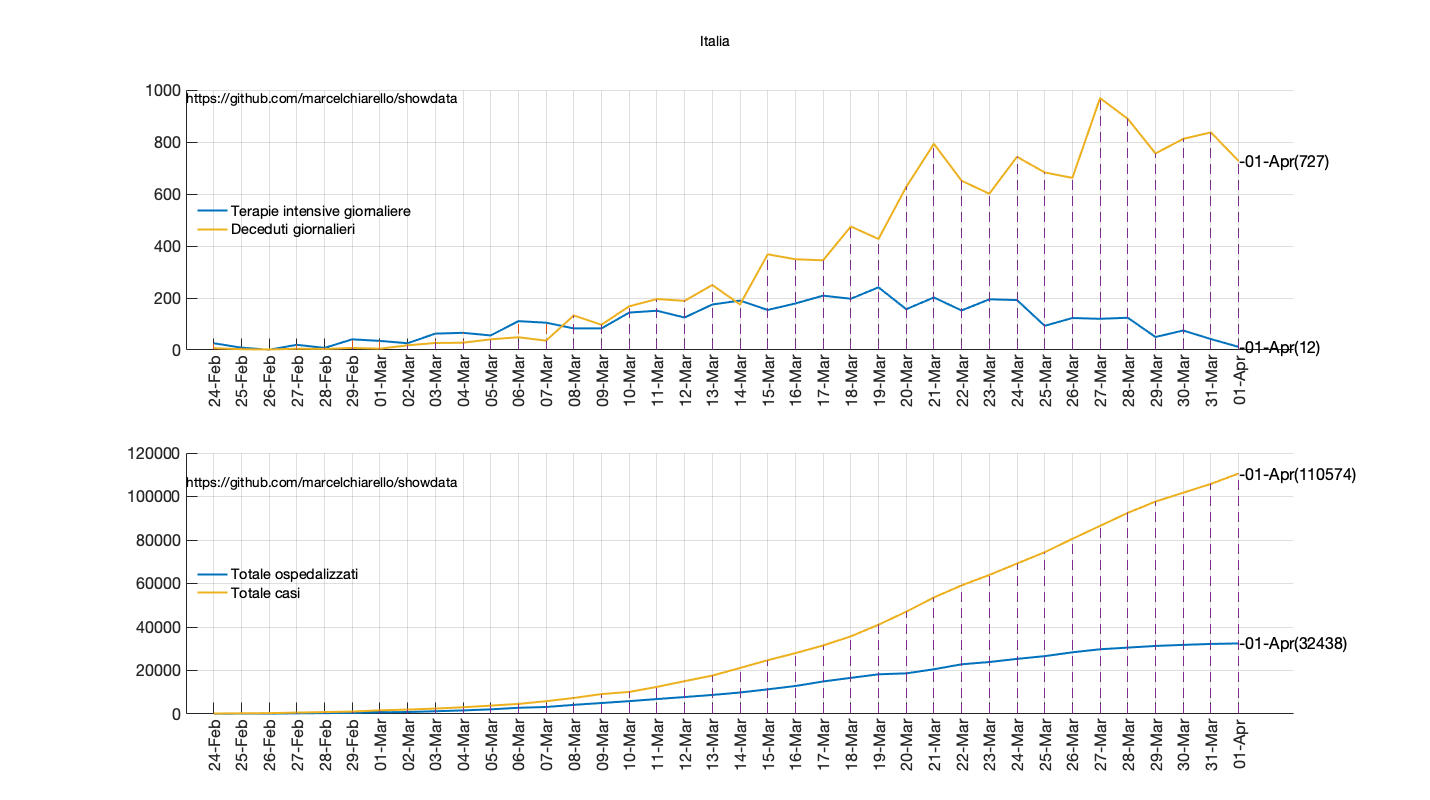 Italia
1000
https://github.com/marcelchiarello/showdata
800
-01-Apr(727)
600
Terapie intensive giornaliere
Deceduti giornalieri
400
200
0
-01-Apr(12)
24-Feb 25-Feb 26-Feb 27-Feb 28-Feb 29-Feb 01-Mar 02-Mar 03-Mar 04-Mar 05-Mar 06-Mar 07-Mar 08-Mar 09-Mar 10-Mar 11-Mar 12-Mar 13-Mar 14-Mar 15-Mar 16-Mar 17-Mar 18-Mar 19-Mar 20-Mar 21-Mar 22-Mar 23-Mar 24-Mar 25-Mar 26-Mar 27-Mar 28-Mar 29-Mar 30-Mar 31-Mar 01-Apr
120000
-01-Apr(110574)
https://github.com/marcelchiarello/showdata
100000
80000
Totale ospedalizzati
60000
Totale casi
40000
-01-Apr(32438)
20000
0
24-Feb 25-Feb 26-Feb 27-Feb 28-Feb 29-Feb 01-Mar 02-Mar 03-Mar 04-Mar 05-Mar 06-Mar 07-Mar 08-Mar 09-Mar 10-Mar 11-Mar 12-Mar 13-Mar 14-Mar 15-Mar 16-Mar 17-Mar 18-Mar 19-Mar 20-Mar 21-Mar 22-Mar 23-Mar 24-Mar 25-Mar 26-Mar 27-Mar 28-Mar 29-Mar 30-Mar 31-Mar 01-Apr